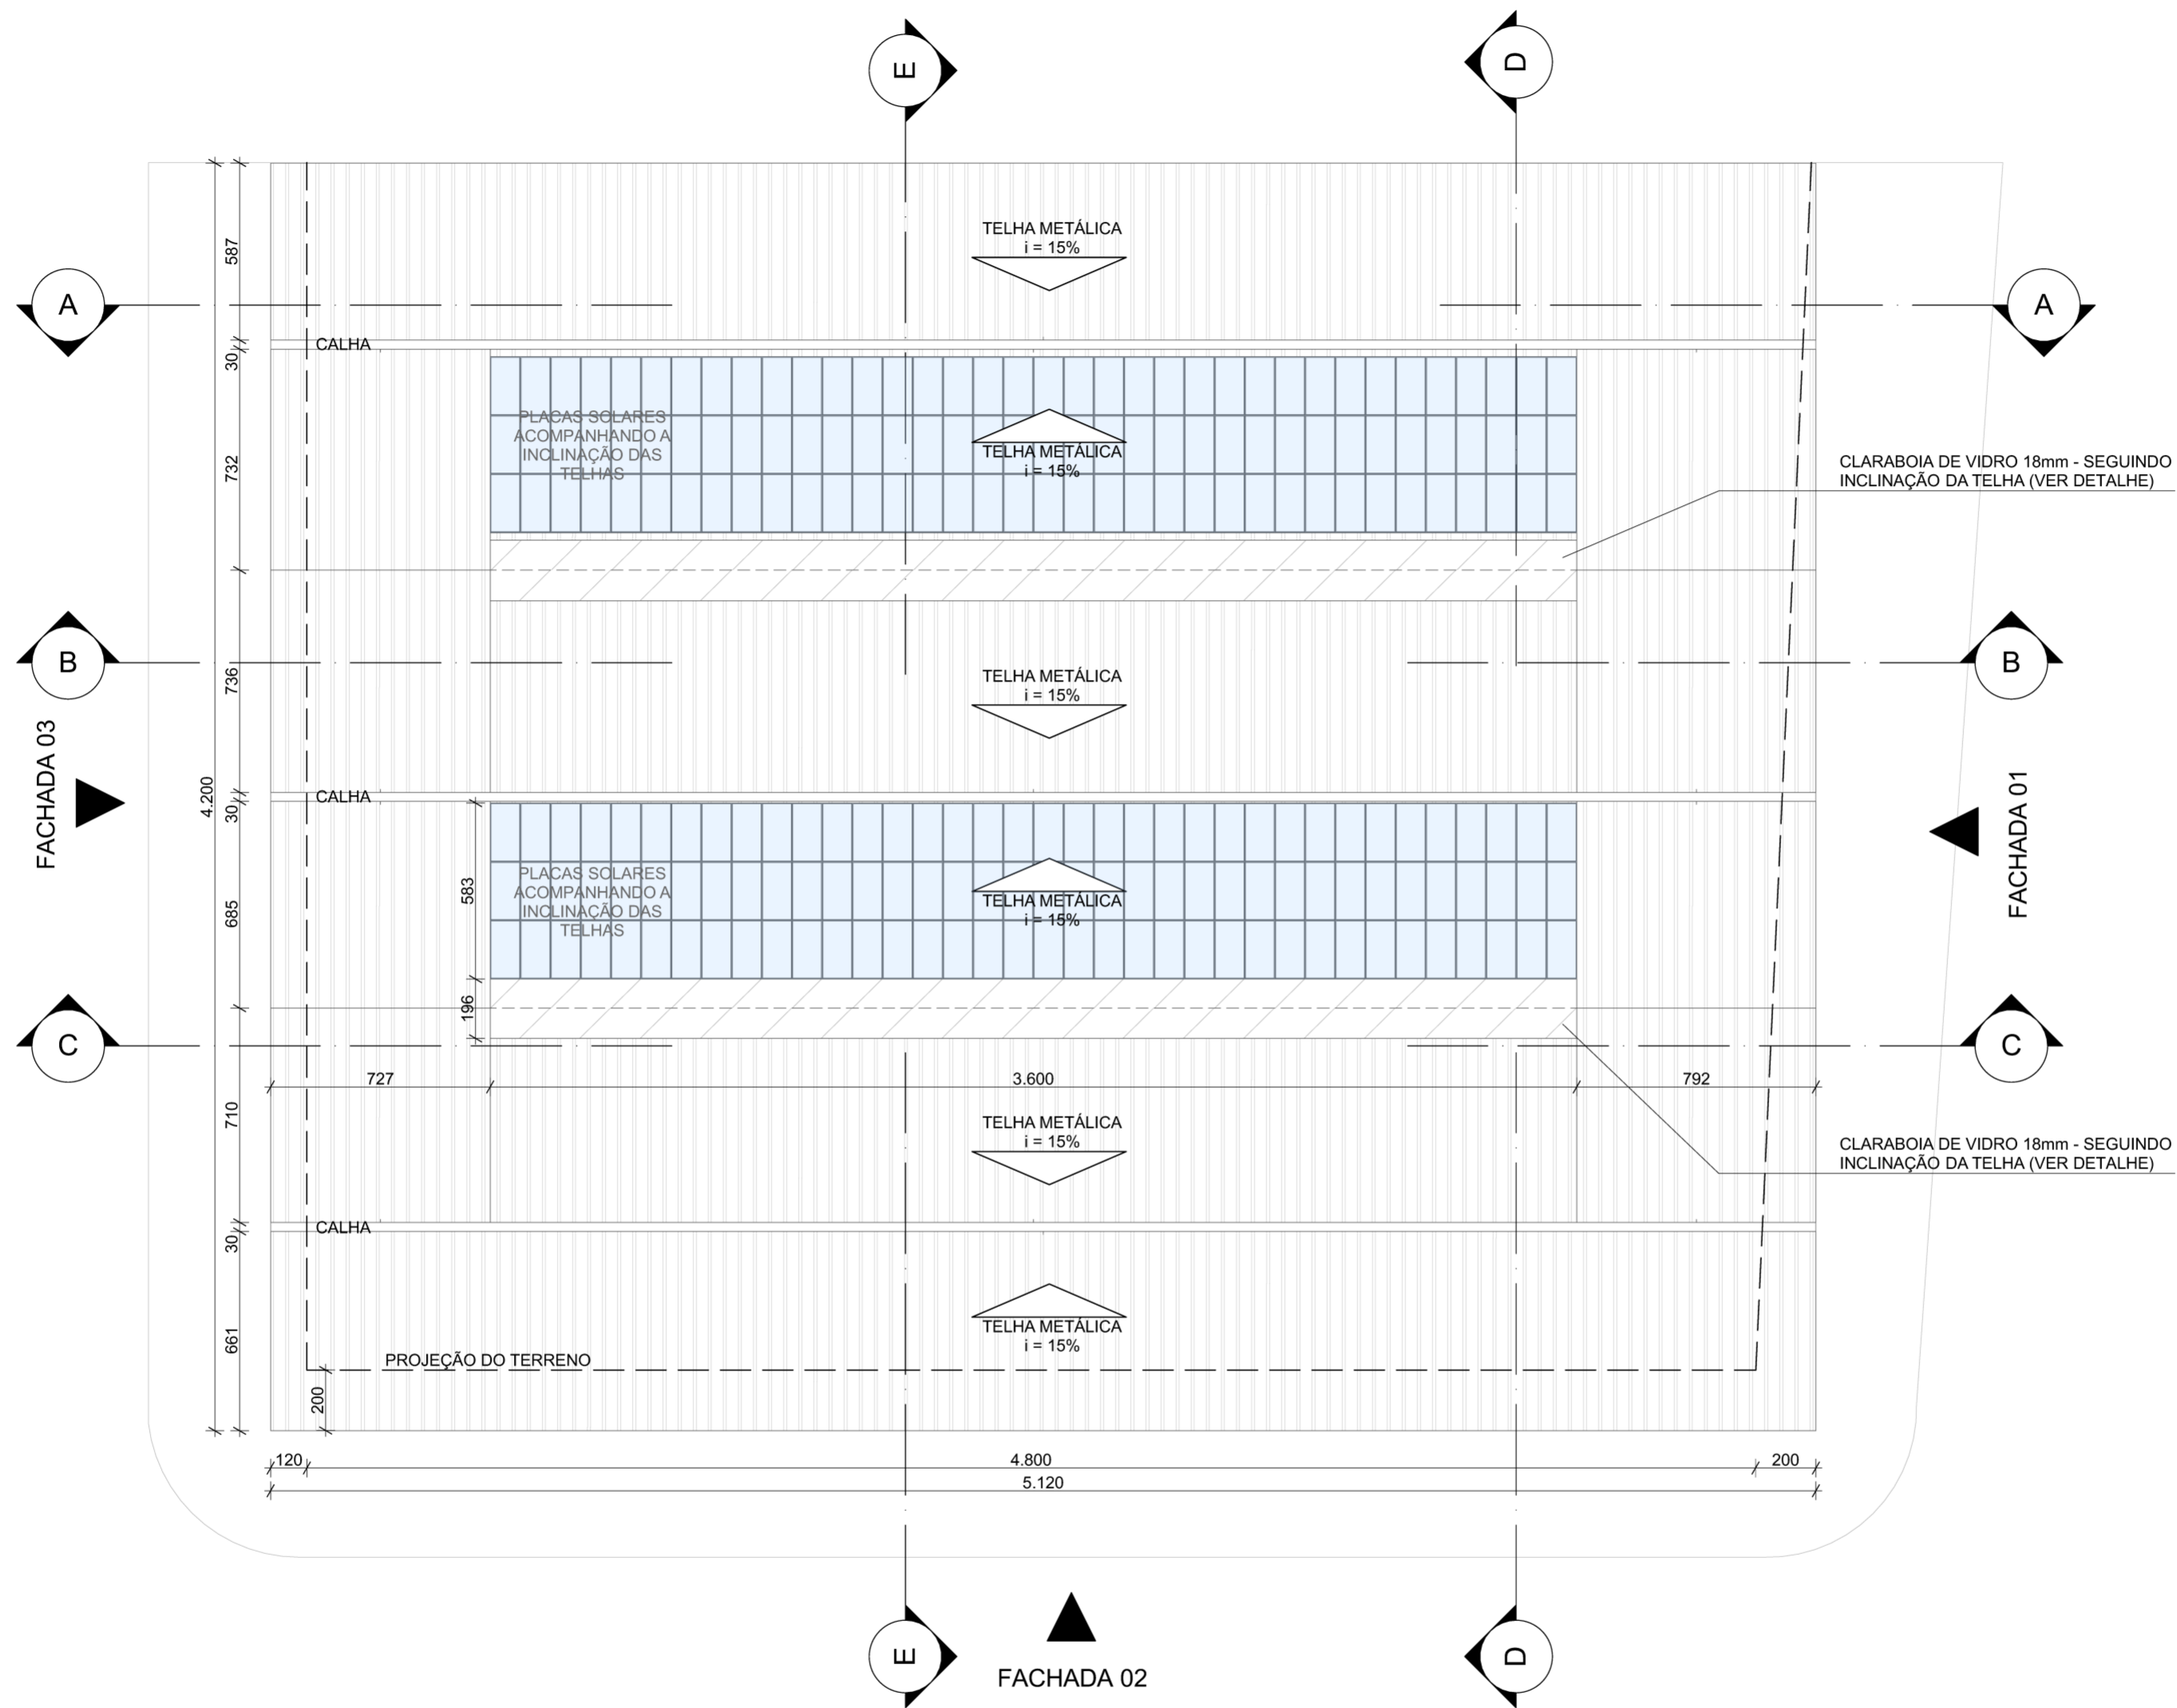 E
D
TELHA METÁLICA
i = 15%
587
A
A
CALHA
30
PLACAS SOLARES
ACOMPANHANDO A
INCLINAÇÃO DAS
TELHAS
TELHA METÁLICA
i = 15%
732
CLARABOIA DE VIDRO 18mm - SEGUINDO
INCLINAÇÃO DA TELHA (VER DETALHE)
B
B
736
TELHA METÁLICA
i = 15%
FACHADA 03
4.200
CALHA
30
FACHADA 01
PLACAS SOLARES
ACOMPANHANDO A
INCLINAÇÃO DAS
TELHAS
583
685
TELHA METÁLICA
i = 15%
196
C
C
727
3.600
792
710
TELHA METÁLICA
i = 15%
CLARABOIA DE VIDRO 18mm - SEGUINDO
INCLINAÇÃO DA TELHA (VER DETALHE)
CALHA
30
661
TELHA METÁLICA
i = 15%
PROJEÇÃO DO TERRENO
200
120
4.800
200
5.120
E
D
FACHADA 02